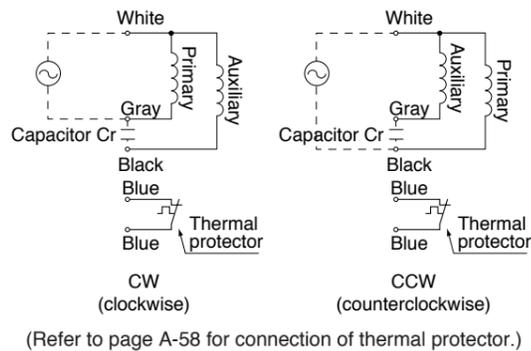 White
Primary
Auxiliary
Gray
Capacitor Cr
Black
Blue
Thermal
protector
Blue
CW
(clockwise)
White
Auxiliary
Primary
Gray
Capacitor Cr
Black
Blue
Thermal
protector
Blue
CCW
(counterclockwise)
(Refer to page A-58 for connection of thermal protector.)